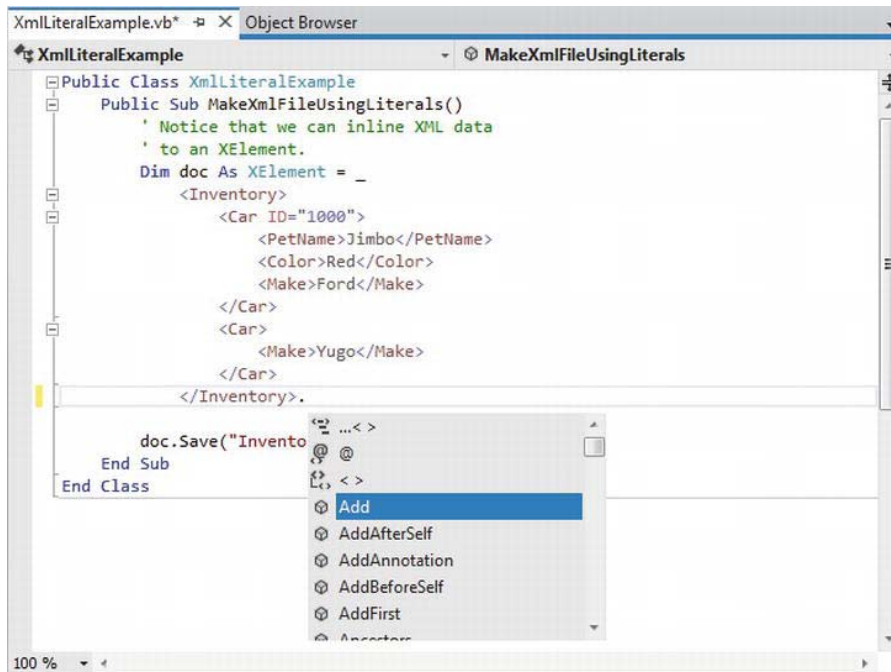 XmlLiteralExample.vb* Object Browser
XmlLiteralExample MakeXmlFileUsingLiterals
Public Class XmlLiteralExample
Public Sub MakeXmlFileUsingLiterals()
' Notice that we can inline XML data
' to an XElement.
Dim doc As XElement = _
<Inventory>
<Car ID="1000">
<PetName>Jimbo</PetName>
<Color>Red</Color>
<Make>Ford</Make>
</Car>
<Car>
<Make>Yugo</Make>
</Car>
</Inventory>.
...< >
doc.Save("Invento
@
End Sub
< >
End Class
Add
AddAfterSelf
AddAnnotation
AddBeforeSelf
AddFirst
Ancestors
100 %